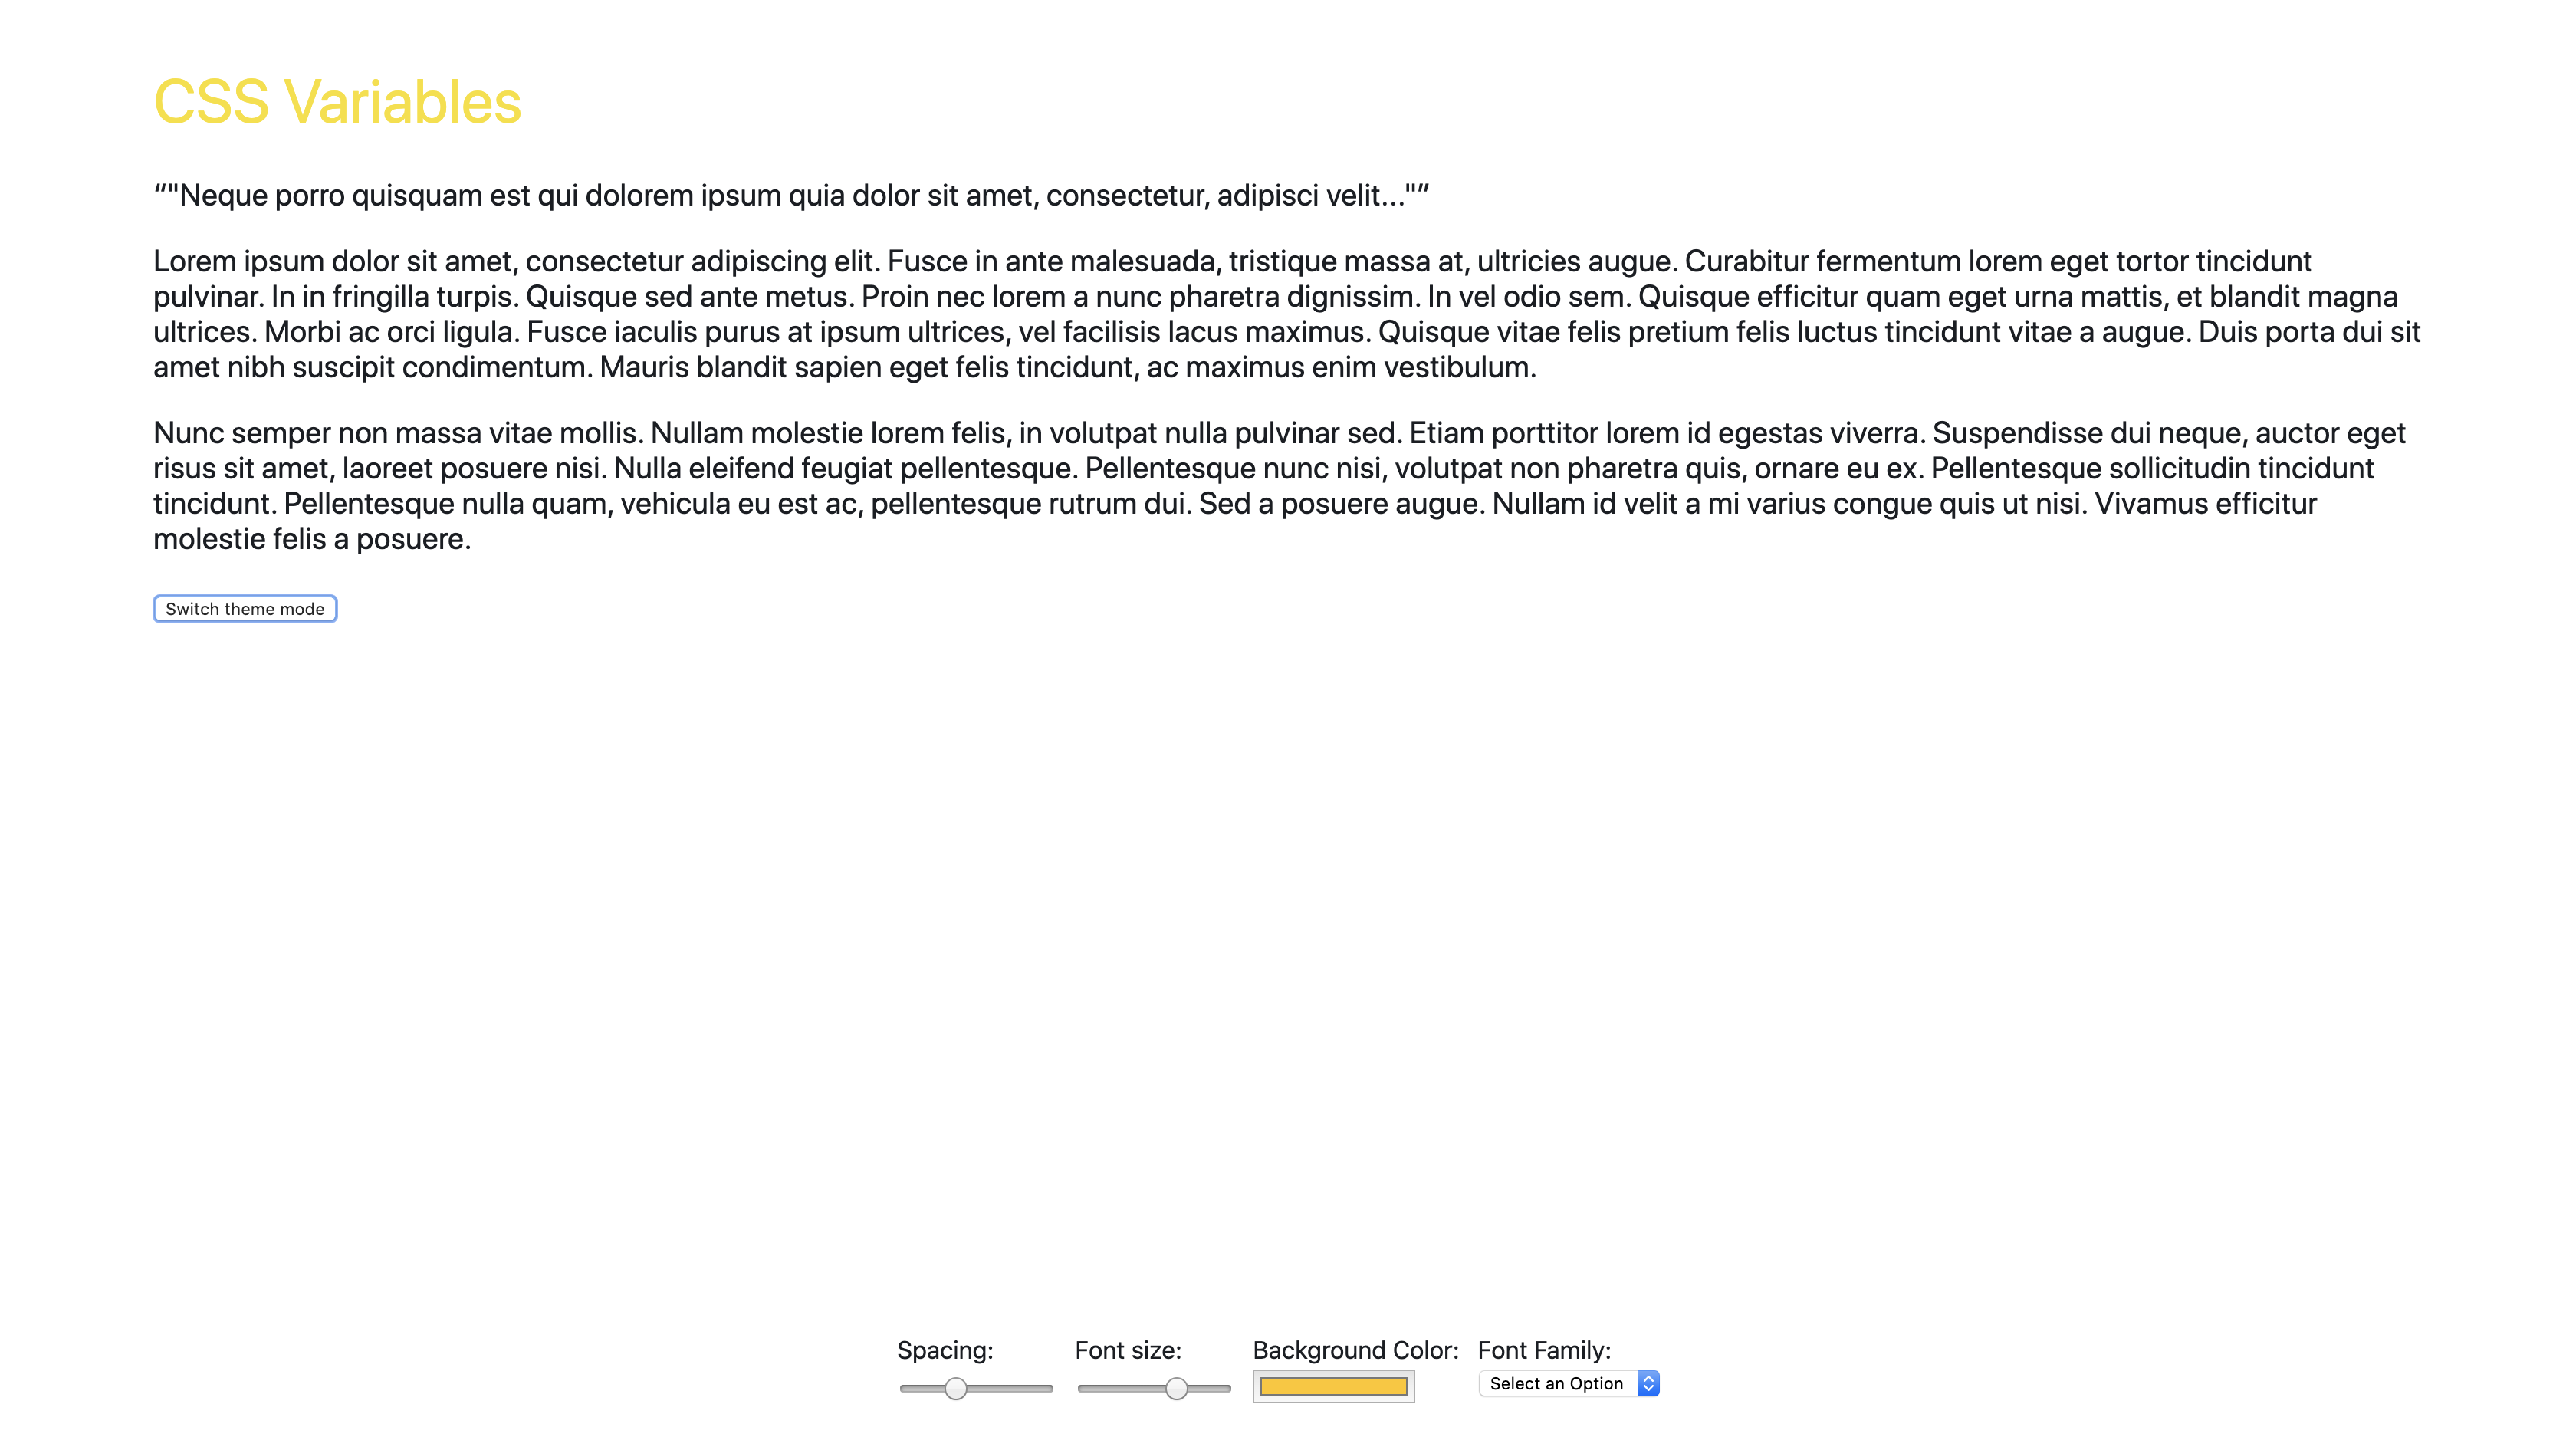 CSS Variables
“"Neque porro quisquam est qui dolorem ipsum quia dolor sit amet, consectetur, adipisci velit..."”
Lorem ipsum dolor sit amet, consectetur adipiscing elit. Fusce in ante malesuada, tristique massa at, ultricies augue. Curabitur fermentum lorem eget tortor tincidunt
pulvinar. In in fringilla turpis. Quisque sed ante metus. Proin nec lorem a nunc pharetra dignissim. In vel odio sem. Quisque efficitur quam eget urna mattis, et blandit magna
ultrices. Morbi ac orci ligula. Fusce iaculis purus at ipsum ultrices, vel facilisis lacus maximus. Quisque vitae felis pretium felis luctus tincidunt vitae a augue. Duis porta dui sit
amet nibh suscipit condimentum. Mauris blandit sapien eget felis tincidunt, ac maximus enim vestibulum.
Nunc semper non massa vitae mollis. Nullam molestie lorem felis, in volutpat nulla pulvinar sed. Etiam porttitor lorem id egestas viverra. Suspendisse dui neque, auctor eget
risus sit amet, laoreet posuere nisi. Nulla eleifend feugiat pellentesque. Pellentesque nunc nisi, volutpat non pharetra quis, ornare eu ex. Pellentesque sollicitudin tincidunt
tincidunt. Pellentesque nulla quam, vehicula eu est ac, pellentesque rutrum dui. Sed a posuere augue. Nullam id velit a mi varius congue quis ut nisi. Vivamus efficitur
molestie felis a posuere.
Switch theme mode
Spacing: Font size: Background Color: Font Family:
Select an Option